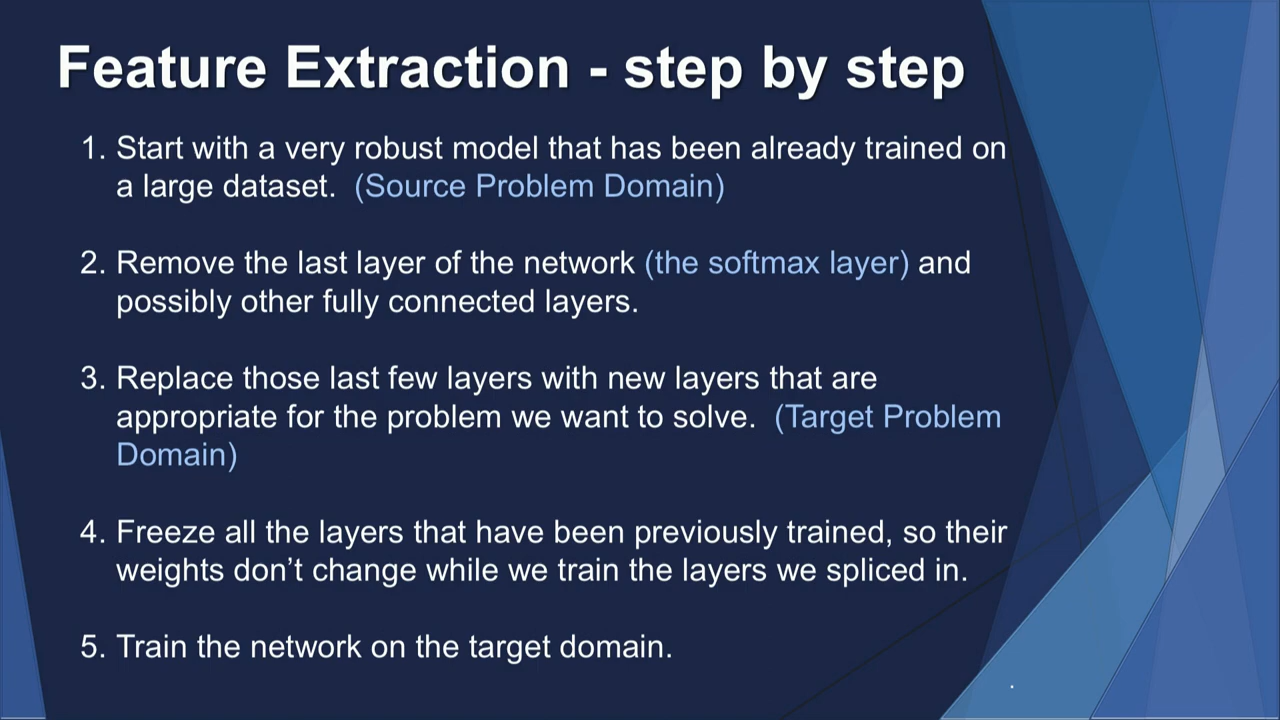 Feature Extraction - step by step
1. Start with a very robust model that has been already trained on
a large dataset. (Source Problem Domain)
2. Remove the last layer of the network (the softmax layer) and
possibly other fully connected layers.
3. Replace those last few layers with new layers that are
appropriate for the problem we want to solve. (Target Problem
Domain)
4. Freeze all the layers that have been previously trained, so their
weights don’t change while we train the layers we spliced in.
5. Train the network on the target domain.
.